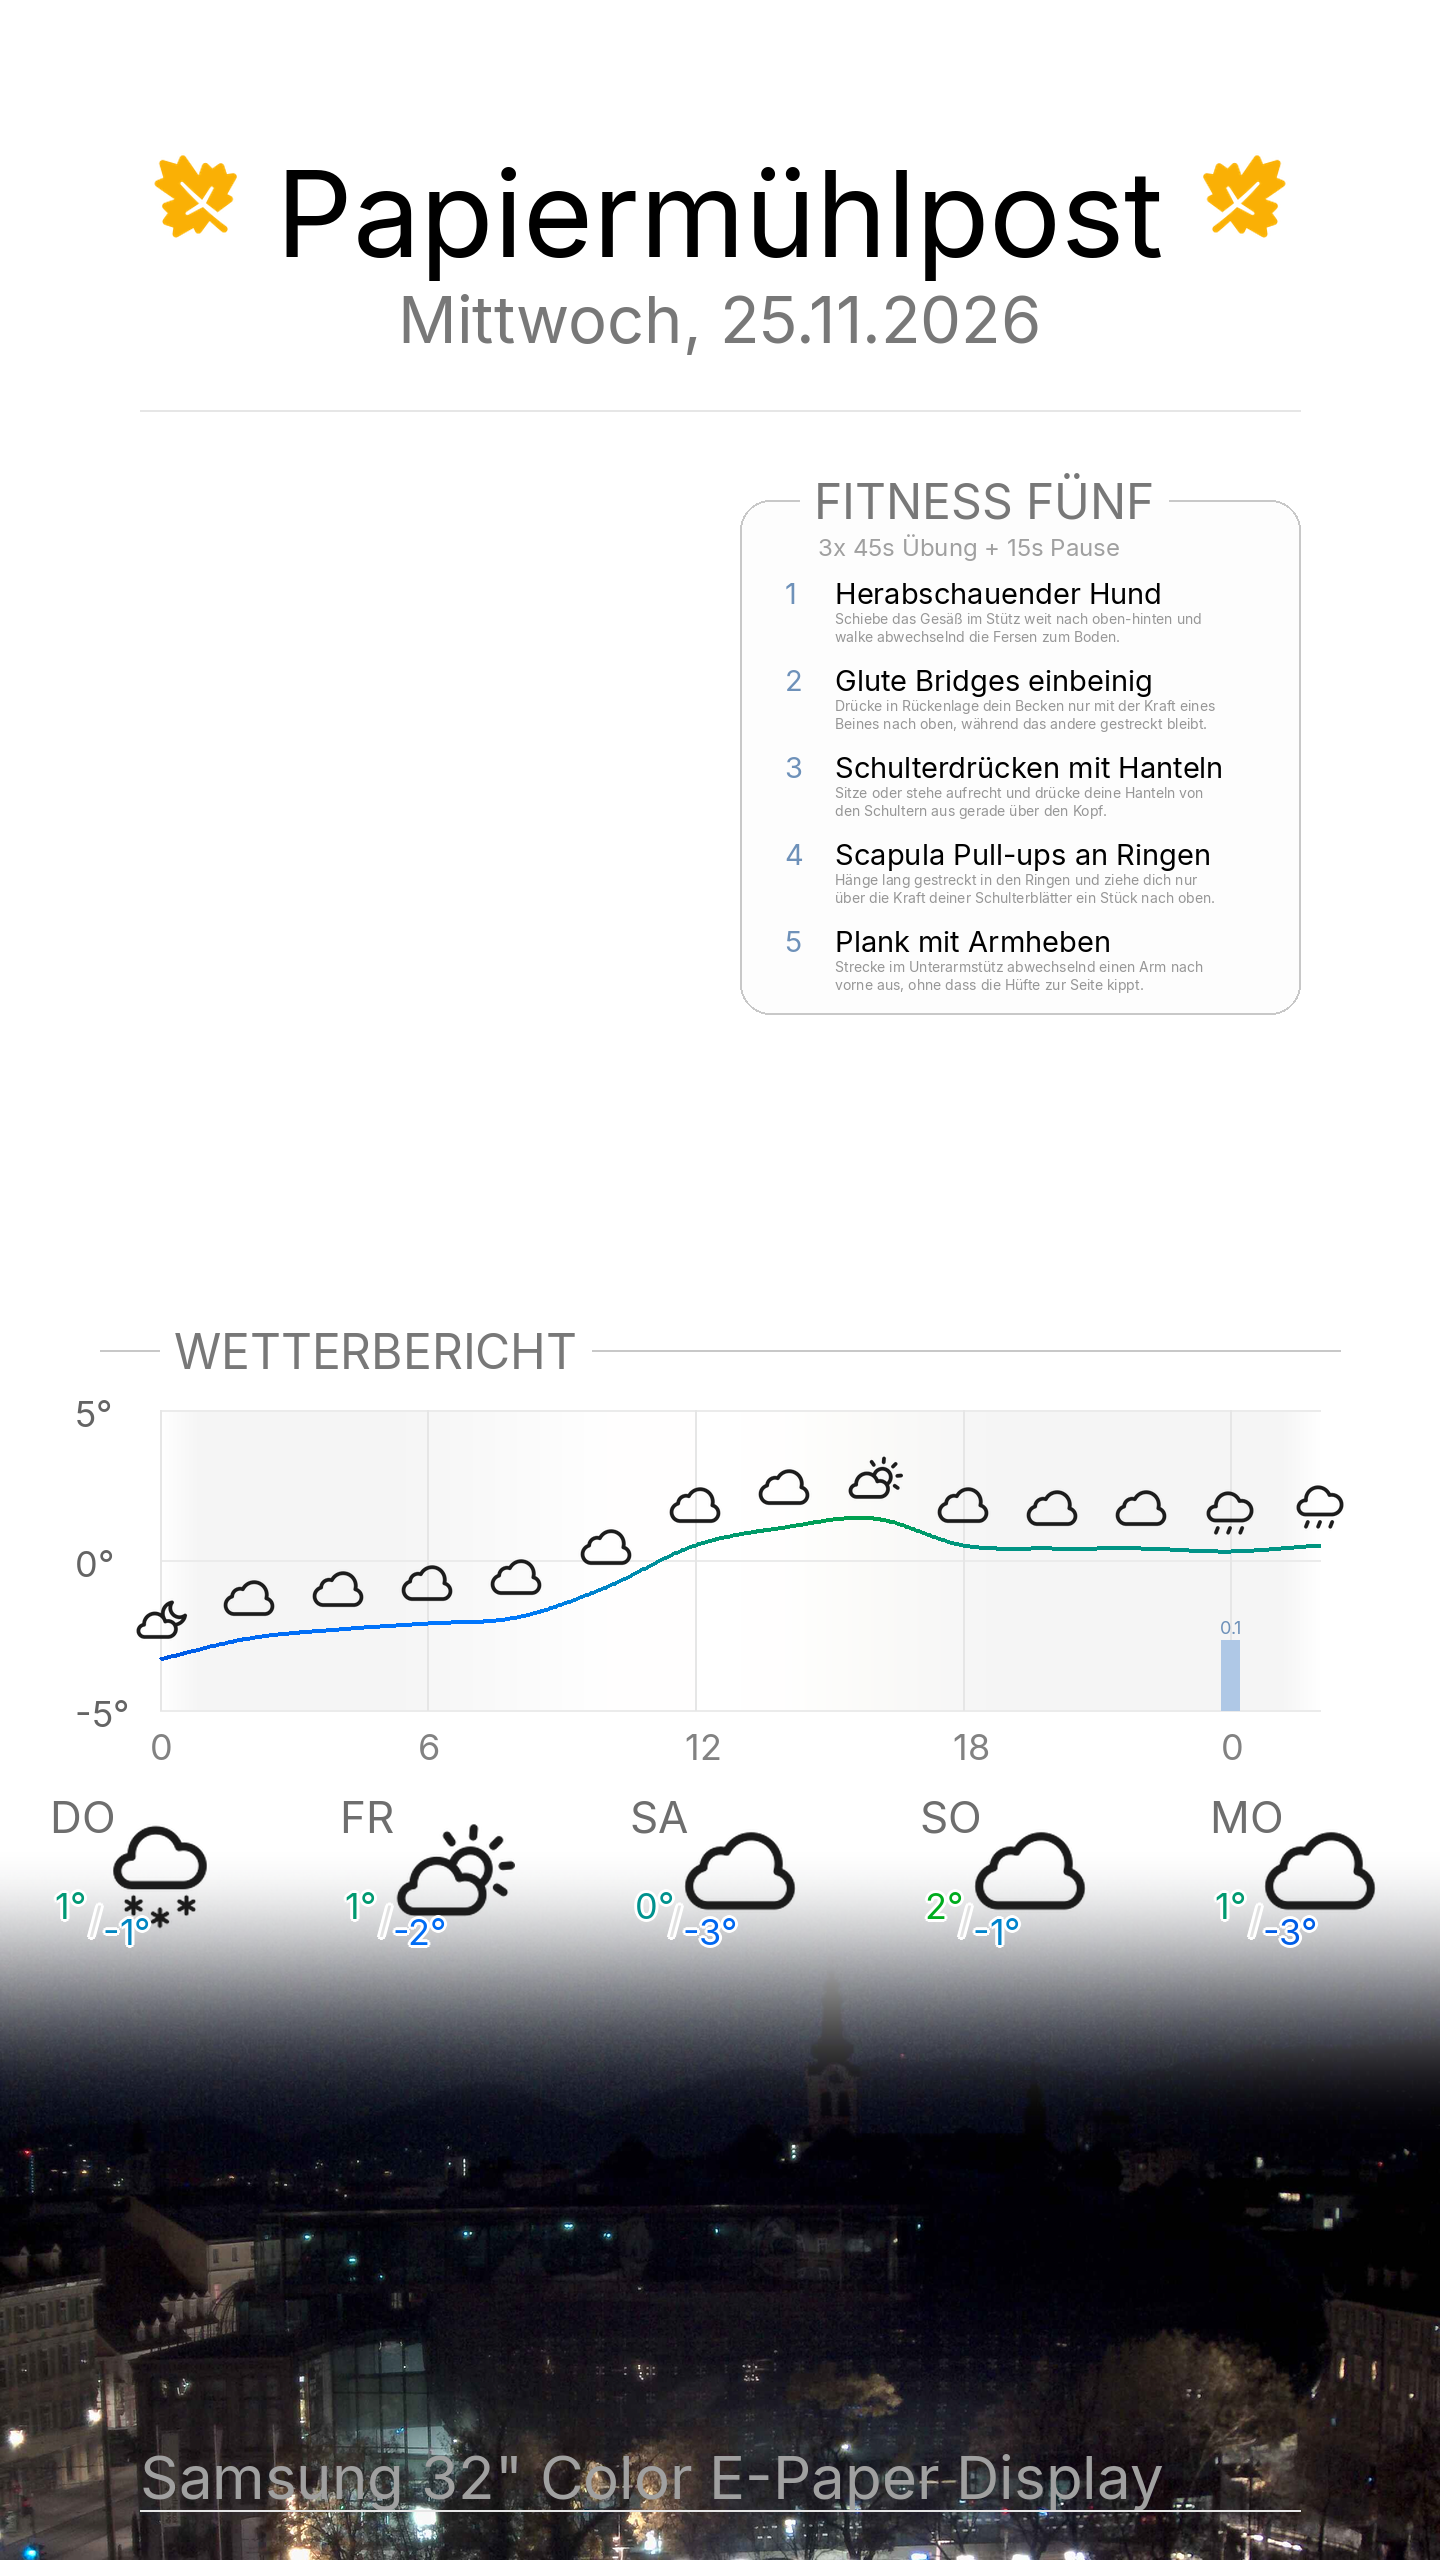 Papiermühlpost
Mittwoch, 25.11.2026
FITNESS FÜNF
3x 45s Übung + 15s Pause
1 Herabschauender Hund
Schiebe das Gesäß im Stütz weit nach oben-hinten und
walke abwechselnd die Fersen zum Boden.
2 Glute Bridges einbeinig
Drücke in Rückenlage dein Becken nur mit der Kraft eines
Beines nach oben, während das andere gestreckt bleibt.
3 Schulterdrücken mit Hanteln
Sitze oder stehe aufrecht und drücke deine Hanteln von
den Schultern aus gerade über den Kopf.
4 Scapula Pull-ups an Ringen
Hänge lang gestreckt in den Ringen und ziehe dich nur
über die Kraft deiner Schulterblätter ein Stück nach oben.
5 Plank mit Armheben
Strecke im Unterarmstütz abwechselnd einen Arm nach
vorne aus, ohne dass die Hüfte zur Seite kippt.
WETTERBERICHT
5°
0°
-5°
0.1
0 6 12 18 0
DO FR SA SO MO
1°/-1° 1°/-2° 0°/-3° 2°/-1° 1°/-3°
Samsung 32" Color E-Paper Display